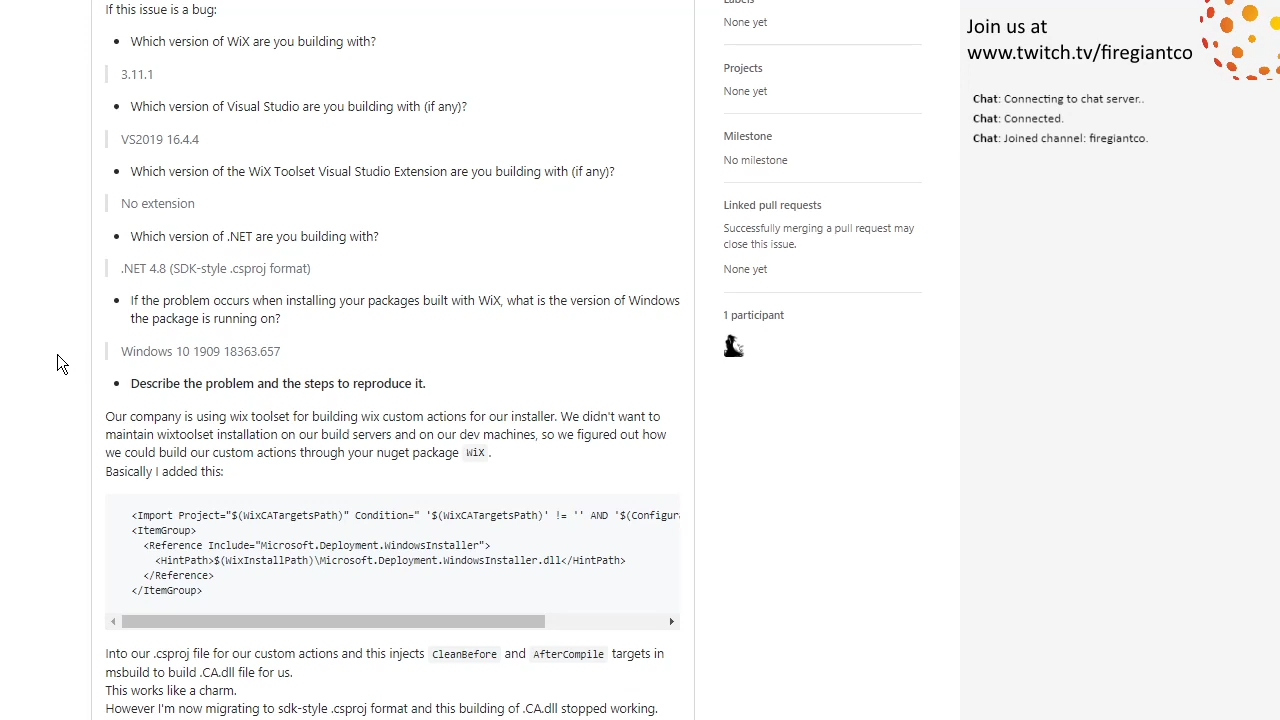 If this issue is a bug:
Which version of WiX are you building with?
3.11.1
Which version of Visual Studio are you building with (if any)?
VS2019 16.4.4
Which version of the WiX Toolset Visual Studio Extension are you building with (if any)?
No extension
Which version of .NET are you building with?
.NET 4.8 (SDK-style .csproj format)
If the problem occurs when installing your packages built with WiX, what is the version of Windows
the package is running on?
Windows 10 1909 18363.657
Describe the problem and the steps to reproduce it.
Our company is using wix toolset for building wix custom actions for our installer. We didn't want to
maintain wixtoolset installation on our build servers and on our dev machines, so we figured out how
we could build our custom actions through your nuget package WiX.
Basically I added this:
<Import Project="$(WixCATargetsPath)" Condition=" '$(WixCATargetsPath)' != '' AND '$(Configura
<ItemGroup>
<Reference Include="Microsoft.Deployment.WindowsInstaller">
<HintPath>$(WixInstallPath)\Microsoft.Deployment.WindowsInstaller.dll</HintPath>
</Reference>
</ItemGroup>
Into our .csproj file for our custom actions and this injects CleanBefore and AfterCompile targets in
msbuild to build .CA.dll file for us.
This works like a charm.
However I'm now migrating to sdk-style .csproj format and this building of .CA.dll stopped working.
Labels
None yet
Projects
None yet
Milestone
No milestone
Linked pull requests
Successfully merging a pull request may
close this issue.
None yet
1 participant
Join us at
www.twitch.tv/firegiantco
Chat: Connecting to chat server..
Chat: Connected.
Chat: Joined channel: firegiantco.